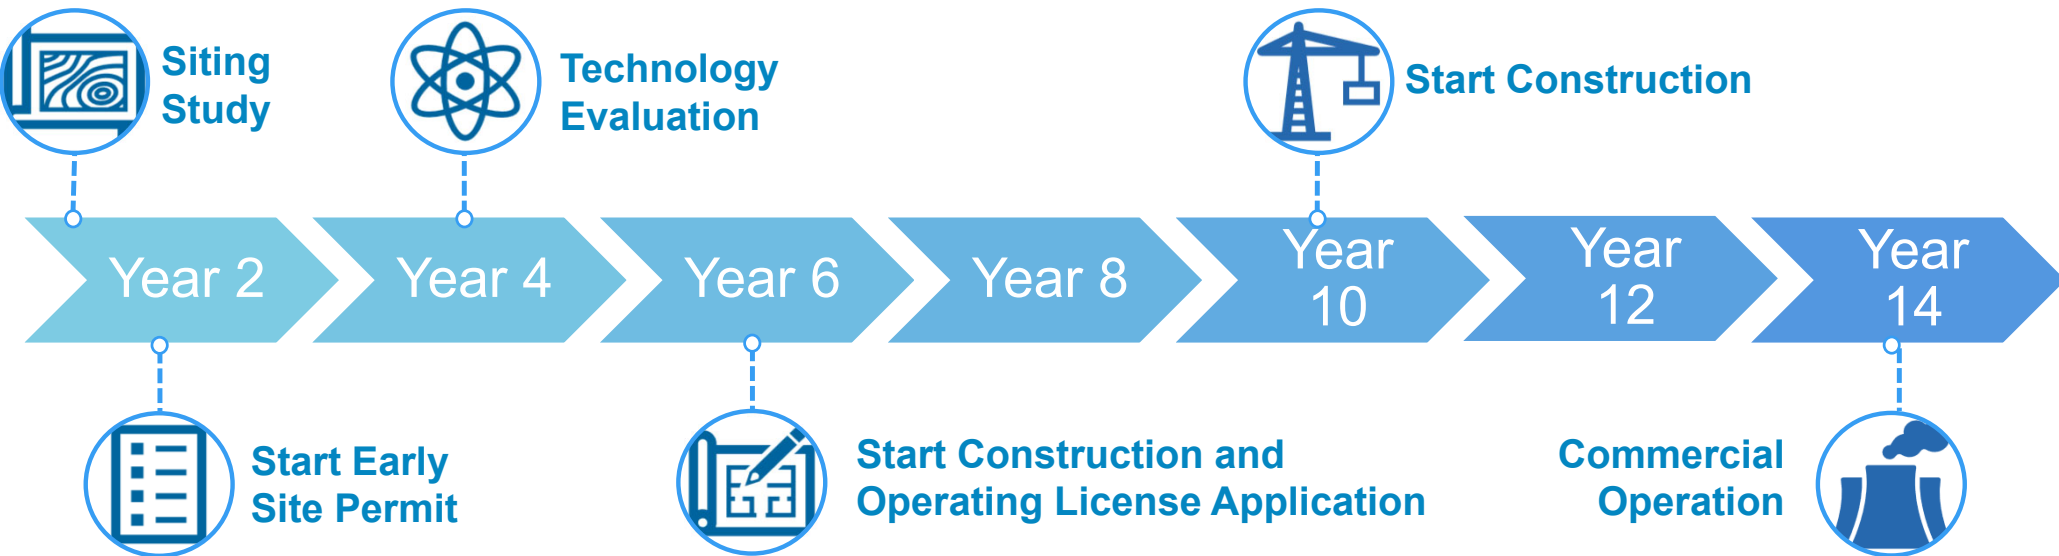 Siting
Study
Technology
Evaluation
Start Construction
Year 2
Year 4
Year 6
Year 8
Year
10
Year
12
Year
14
Start Early
Site Permit
Start Construction and
Operating License Application
Commercial
Operation